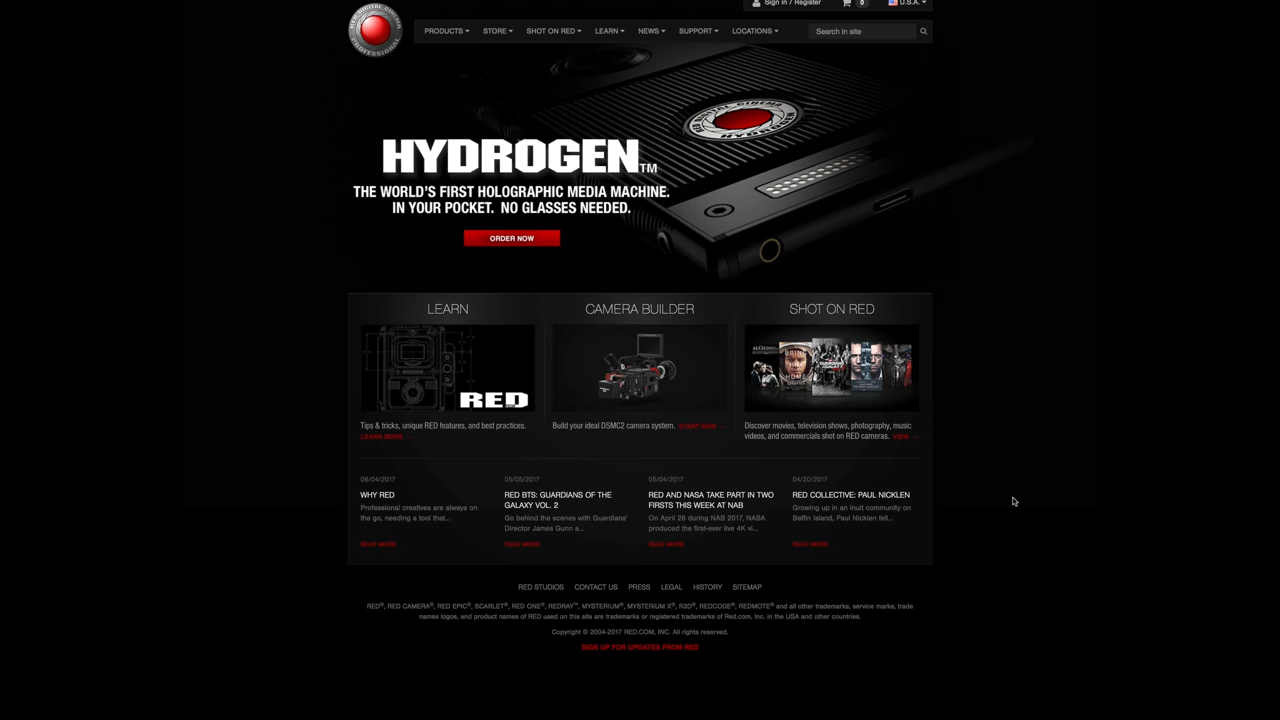 Sign in / Register
0
U.S.A.
PRODUCTS
STORE
SHOT ON RED
LEARN
NEWS
SUPPORT
LOCATIONS
Search in site
RED DIGITAL CINEMA
PROFESSIONAL
RED DIGITAL CINEMA
HYDROGEN
HYDROGEN™
THE WORLD'S FIRST HOLOGRAPHIC MEDIA MACHINE.
IN YOUR POCKET. NO GLASSES NEEDED.
ORDER NOW
LEARN
CAMERA BUILDER
SHOT ON RED
RED
BRING
HOME
Tips & tricks, unique RED features, and best practices.
LEARN MORE →
Build your ideal DSMC2 camera system. START NOW →
Discover movies, television shows, photography, music
videos, and commercials shot on RED cameras. VIEW →
06/04/2017
WHY RED
Professional creatives are always on
the go, needing a tool that...
READ MORE
05/05/2017
RED BTS: GUARDIANS OF THE
GALAXY VOL. 2
Go behind the scenes with Guardians'
Director James Gunn a...
READ MORE
05/04/2017
RED AND NASA TAKE PART IN TWO
FIRSTS THIS WEEK AT NAB
On April 26 during NAB 2017, NASA
produced the first-ever live 4K vi...
READ MORE
04/20/2017
RED COLLECTIVE: PAUL NICKLEN
Growing up in an Inuit community on
Baffin Island, Paul Nicklen fell...
READ MORE
RED STUDIOS CONTACT US PRESS LEGAL HISTORY SITEMAP
RED®, RED CAMERA®, RED EPIC®, SCARLET®, RED ONE®, REDRAY™, MYSTERIUM®, MYSTERIUM X®, R3D®, REDCODE®, REDMOTE® and all other trademarks, service marks, trade
names logos, and product names of RED used on this site are trademarks or registered trademarks of Red.com, Inc. in the USA and other countries.
Copyright © 2004-2017 RED.COM, INC. All rights reserved.
SIGN UP FOR UPDATES FROM RED